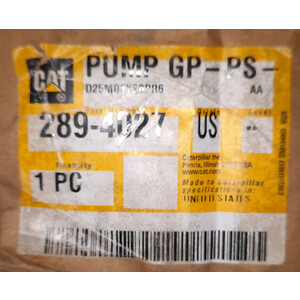 CAT
PUMP GP-PS-
AA
289-4027
US
Quantity
1 PC
Caterpillar Inc.
Peoria, Illinois
www.cat.com
Made to Caterpillar
Specifications in:
UNITED STATES